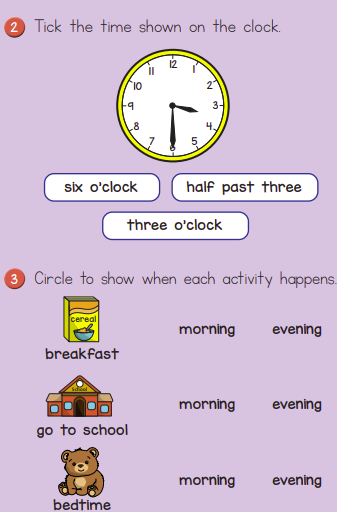 2 Tick the time shown on the clock.
12
11 1
10 2
9 3
8 4
7 5
6
six o'clock half past three
three o'clock
3 Circle to show when each activity happens.
cereal
breakfast morning evening
School
go to school morning evening
bedtime morning evening